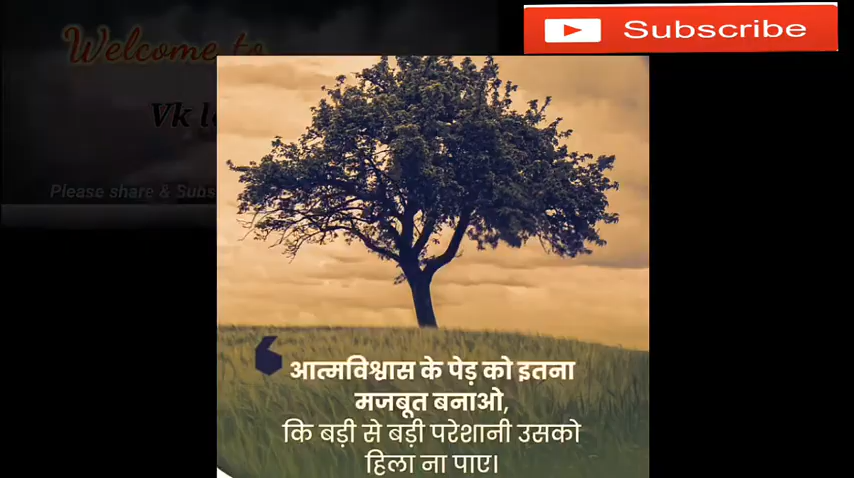 Welcome to
Subscribe
Vk
Please share & Subs
आत्मविश्वास के पेड़ को इतना
मजबूत बनाओ,
कि बड़ी से बड़ी परेशानी उसको
हिला ना पाए।